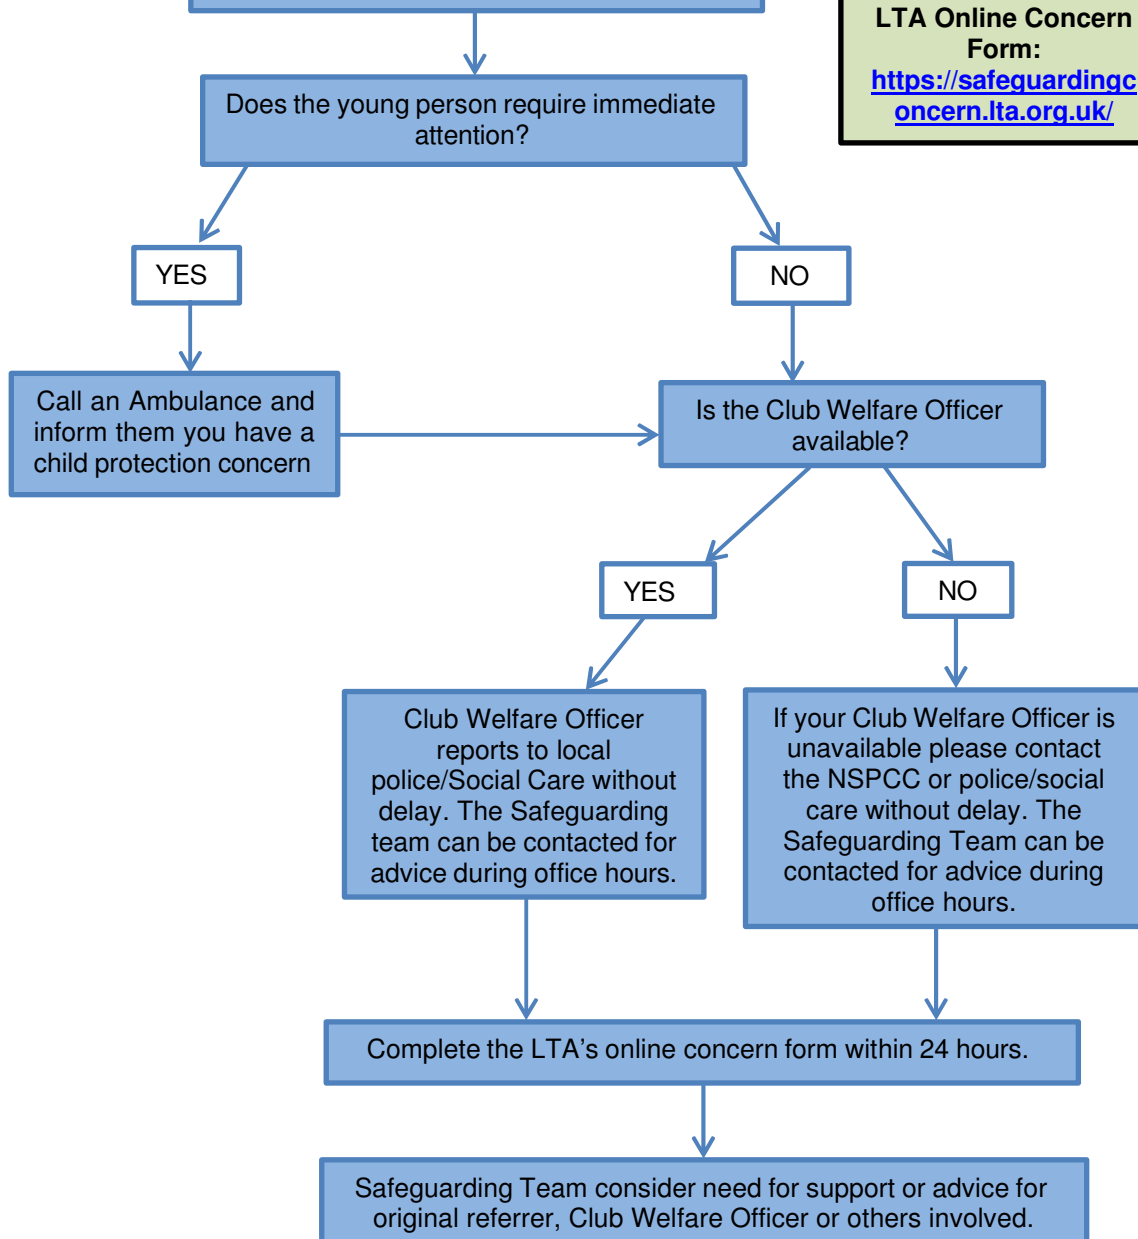 LTA Online Concern
Form:
https://safeguardingc
oncern.lta.org.uk/
Does the young person require immediate
attention?
YES
NO
Call an Ambulance and
inform them you have a
child protection concern
Is the Club Welfare Officer
available?
YES
NO
Club Welfare Officer
reports to local
police/Social Care without
delay. The Safeguarding
team can be contacted for
advice during office hours.
If your Club Welfare Officer is
unavailable please contact
the NSPCC or police/social
care without delay. The
Safeguarding Team can be
contacted for advice during
office hours.
Complete the LTA’s online concern form within 24 hours.
Safeguarding Team consider need for support or advice for
original referrer, Club Welfare Officer or others involved.